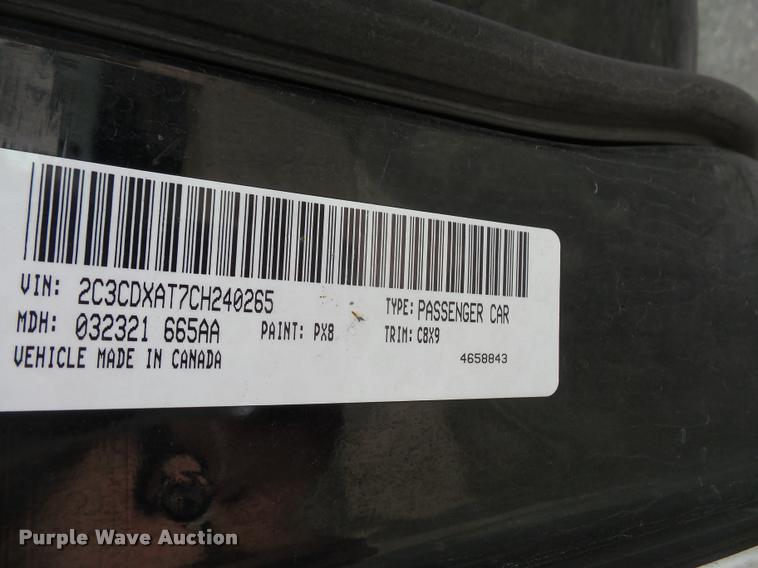 VIN: 2C3CDXAT7CH240265 TYPE: PASSENGER CAR
MDH: 032321 665AA PAINT: PX8 TRIM: C8X9
VEHICLE MADE IN CANADA 4658843
Purple Wave Auction